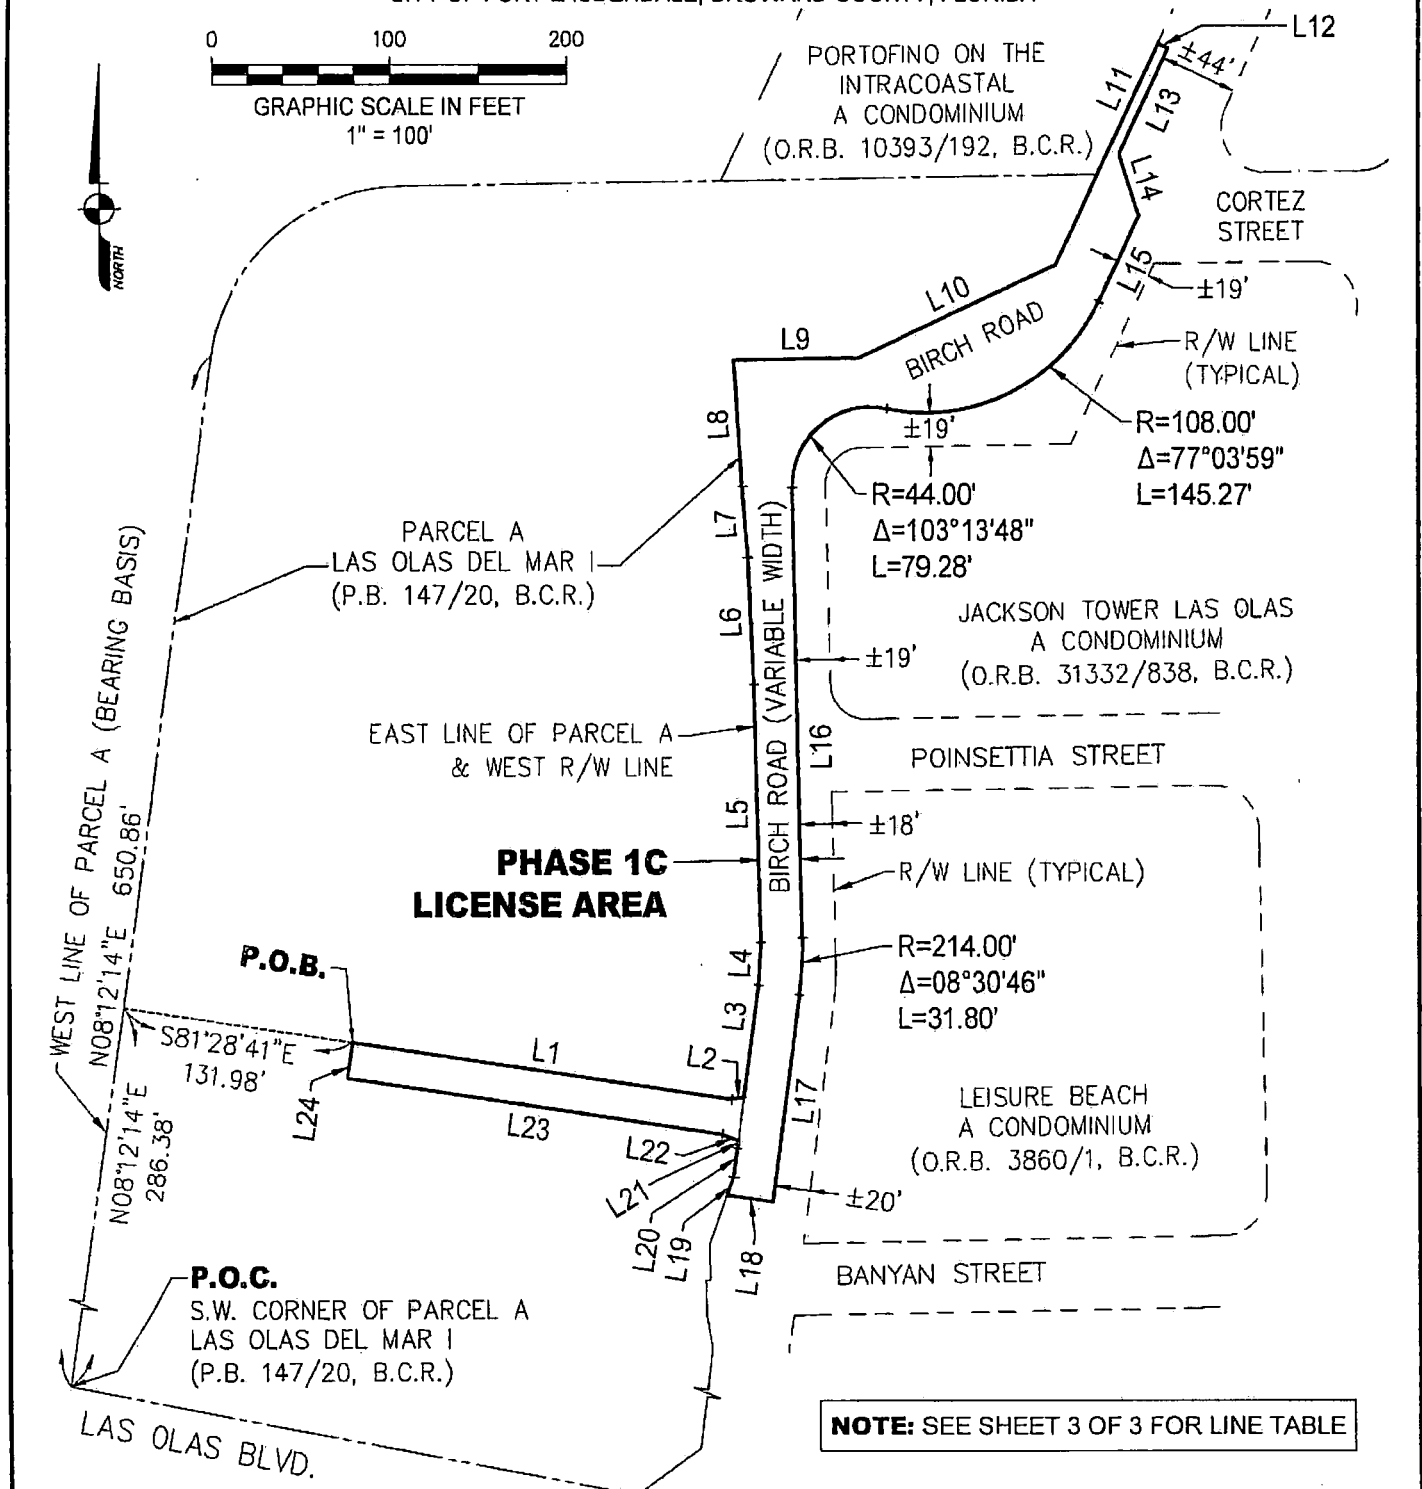 0 100 200
GRAPHIC SCALE IN FEET
1" = 100'
NORTH
PORTOFINO ON THE
INTRACOASTAL
A CONDOMINIUM
(O.R.B. 10393/192, B.C.R.)
L12
±44'
L11
L13
L14
CORTEZ
STREET
L15
±19'
L10
BIRCH ROAD
L9
R/W LINE
(TYPICAL)
L8
±19'
R=108.00'
Δ=77°03'59"
L=145.27'
R=44.00'
Δ=103°13'48"
L=79.28'
L7
PARCEL A
LAS OLAS DEL MAR I
(P.B. 147/20, B.C.R.)
BIRCH ROAD (VARIABLE WIDTH)
L6
JACKSON TOWER LAS OLAS
A CONDOMINIUM
(O.R.B. 31332/838, B.C.R.)
±19'
EAST LINE OF PARCEL A
& WEST R/W LINE
L16
POINSETTIA STREET
L5
±18'
PHASE 1C
LICENSE AREA
R/W LINE (TYPICAL)
WEST LINE OF PARCEL A (BEARING BASIS)
N08°12'14"E 650.86'
P.O.B.
L4
R=214.00'
Δ=08°30'46"
L=31.80'
L3
S81°28'41"E
131.98'
L1
L2
L17
L24
L23
L22
LEISURE BEACH
A CONDOMINIUM
(O.R.B. 3860/1, B.C.R.)
N08°12'14"E
286.38'
L21
L20
L19
L18
±20'
BANYAN STREET
P.O.C.
S.W. CORNER OF PARCEL A
LAS OLAS DEL MAR I
(P.B. 147/20, B.C.R.)
LAS OLAS BLVD.
NOTE: SEE SHEET 3 OF 3 FOR LINE TABLE